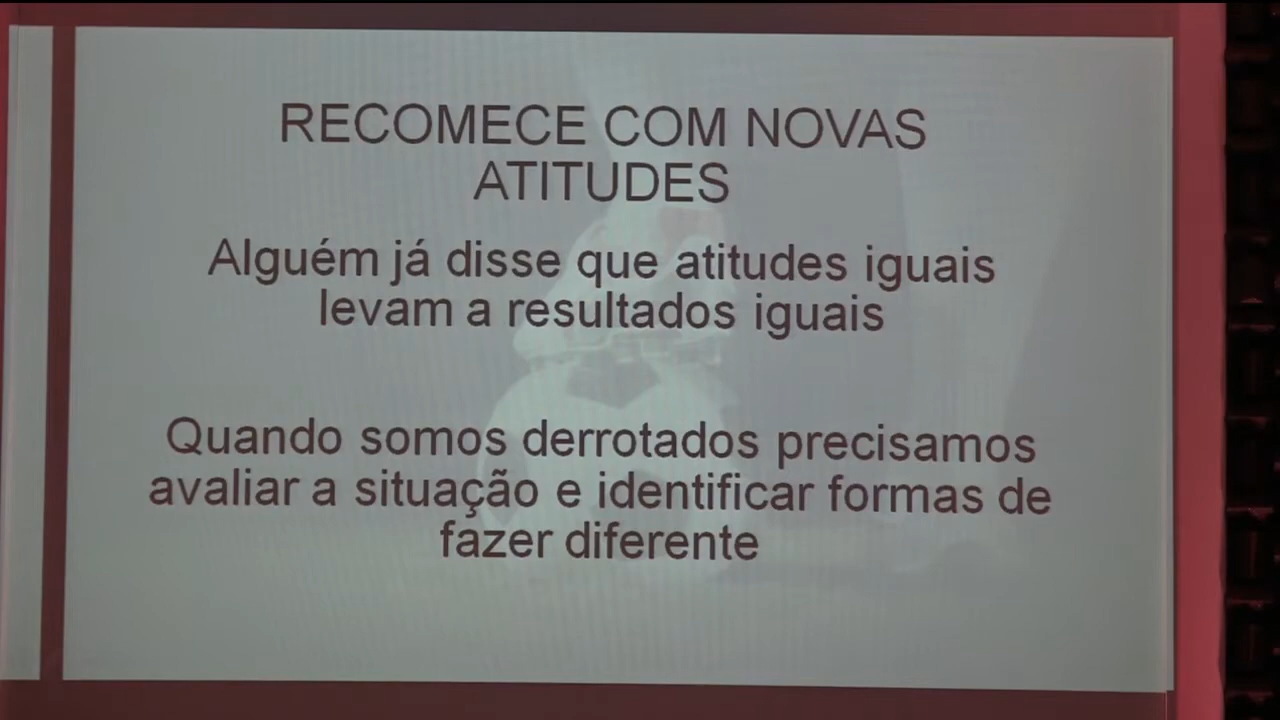 RECOMECE COM NOVAS
ATITUDES
Alguém já disse que atitudes iguais
levam a resultados iguais
Quando somos derrotados precisamos
avaliar a situação e identificar formas de
fazer diferente